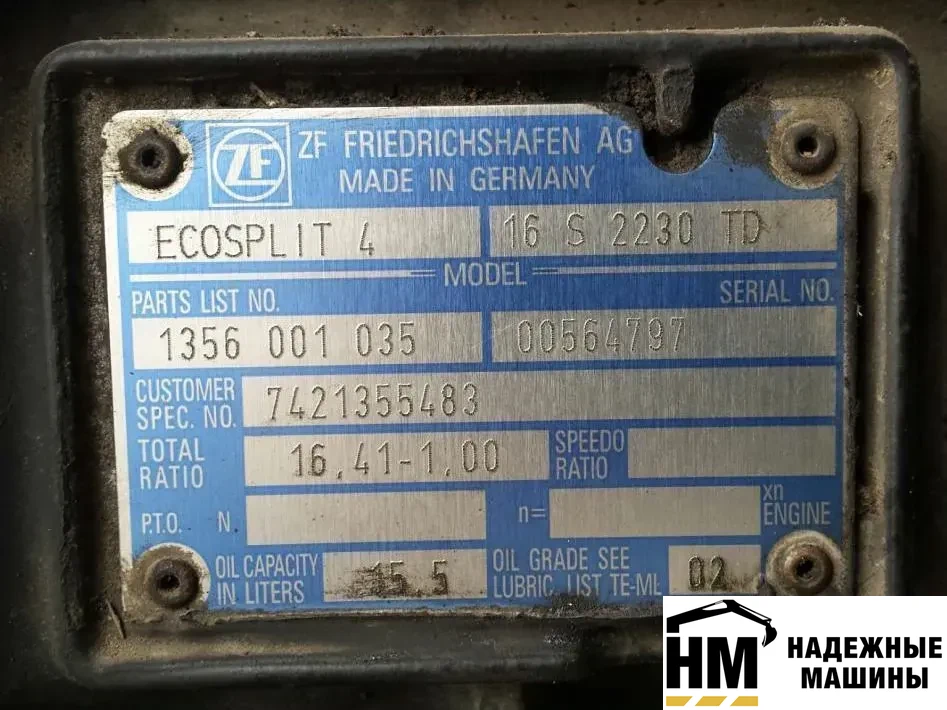 ZF
ZF FRIEDRICHSHAFEN AG
MADE IN GERMANY
ECOSPLIT 4 16 S 2230 TD
MODEL
PARTS LIST NO. SERIAL NO.
1356 001 035 00564797
CUSTOMER
SPEC. NO. 7421355483
TOTAL
RATIO 16,41-1,00 SPEEDO
RATIO
P.T.O. N. n= xn
ENGINE
OIL CAPACITY
IN LITERS 15.5 OIL GRADE SEE
LUBRIC. LIST TE-ML 02
НМ НАДЕЖНЫЕ
МАШИНЫ